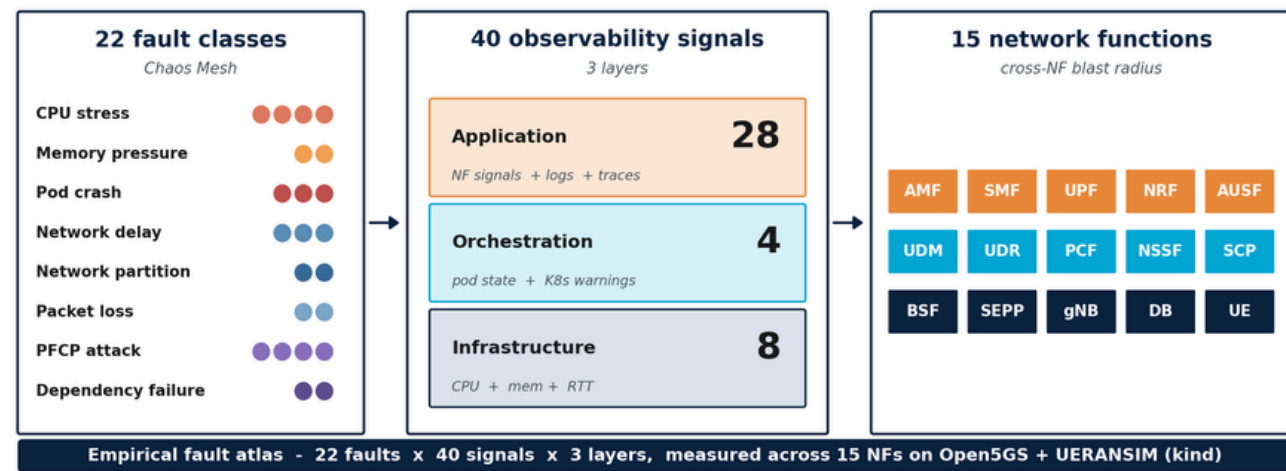 22 fault classes
Chaos Mesh
CPU stress
Memory pressure
Pod crash
Network delay
Network partition
Packet loss
PFCP attack
Dependency failure
40 observability signals
3 layers
Application 28
NF signals + logs + traces
Orchestration 4
pod state + K8s warnings
Infrastructure 8
CPU + mem + RTT
15 network functions
cross-NF blast radius
AMF SMF UPF NRF AUSF
UDM UDR PCF NSSF SCP
BSF SEPP gNB DB UE
Empirical fault atlas - 22 faults x 40 signals x 3 layers, measured across 15 NFs on Open5GS + UERANSIM (kind)